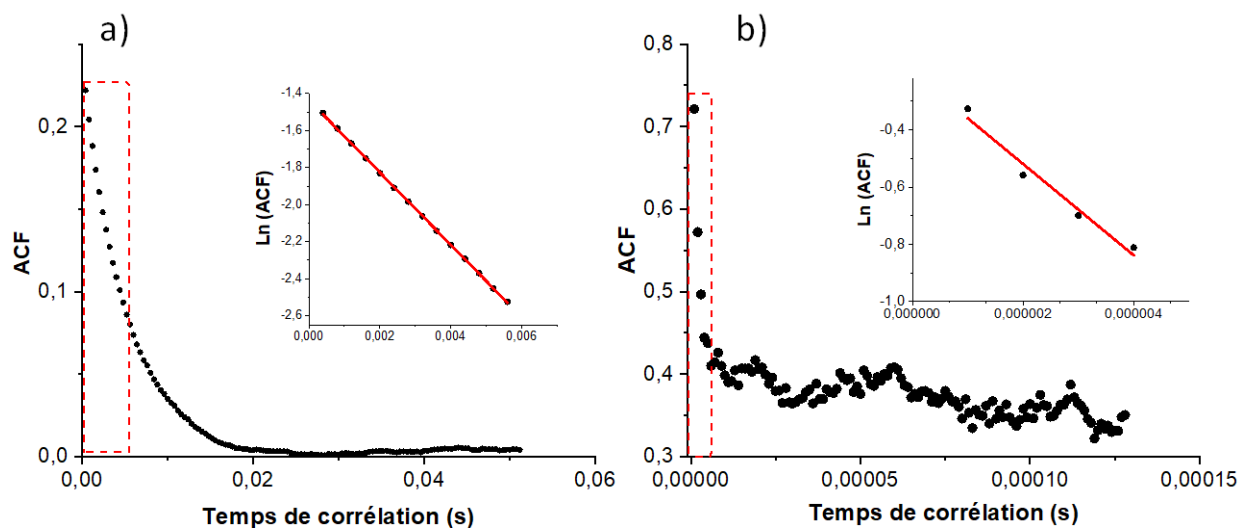 a)
0,2
0,1
0,0
ACF
0,00 0,02 0,04 0,06
Temps de corrélation (s)
-1,4
-1,6
-1,8
-2,0
-2,2
-2,4
-2,6
Ln (ACF)
0,000 0,002 0,004 0,006
b)
0,8
0,7
0,6
0,5
0,4
0,3
ACF
0,00000 0,00005 0,00010 0,00015
Temps de corrélation (s)
-0,4
-0,6
-0,8
-1,0
Ln (ACF)
0,000000 0,000002 0,000004